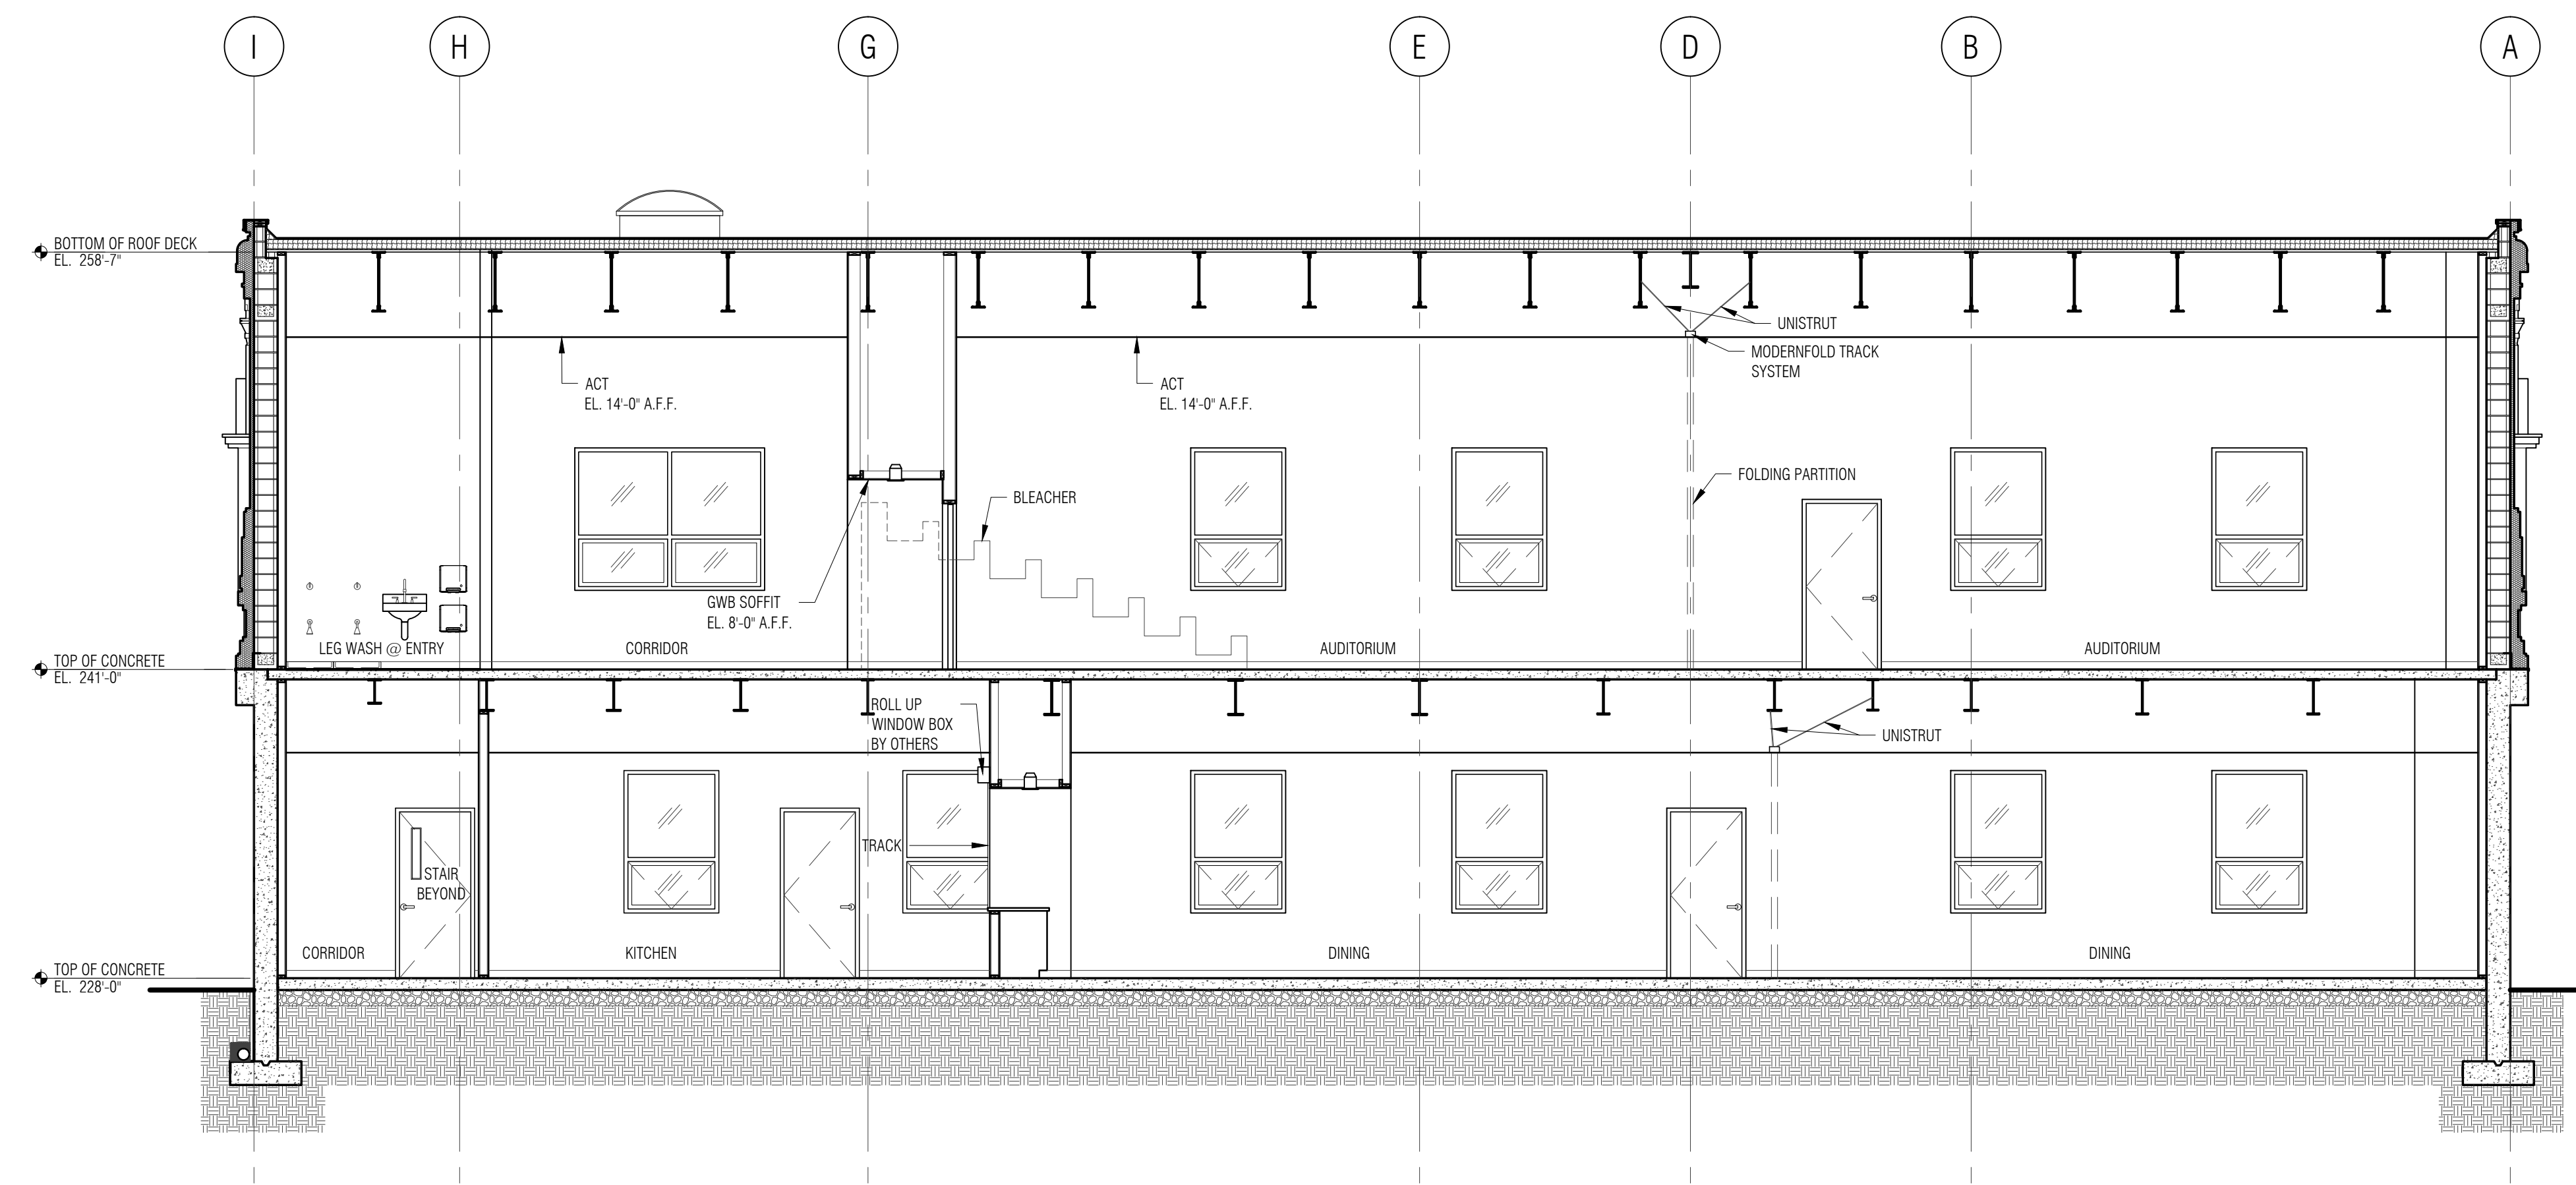 I H G E D B A
BOTTOM OF ROOF DECK
EL. 258'-7"
UNISTRUT
MODERNFOLD TRACK
SYSTEM
ACT
EL. 14'-0" A.F.F.
ACT
EL. 14'-0" A.F.F.
FOLDING PARTITION
BLEACHER
GWB SOFFIT
EL. 8'-0" A.F.F.
LEG WASH @ ENTRY
CORRIDOR
AUDITORIUM
AUDITORIUM
TOP OF CONCRETE
EL. 241'-0"
ROLL UP
WINDOW BOX
BY OTHERS
UNISTRUT
TRACK
STAIR
BEYOND
CORRIDOR
KITCHEN
DINING
DINING
TOP OF CONCRETE
EL. 228'-0"